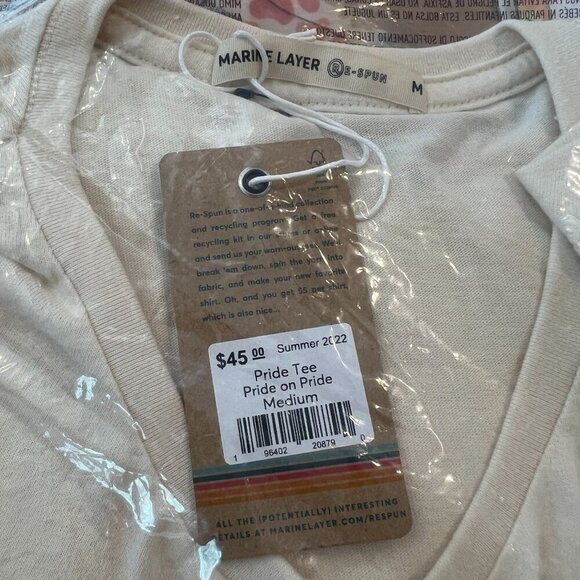 MARINE LAYER RE-SPUN M
Re-Spun is a one-of-a-kind collection
and recycling program. Get a free
recycling kit in our stores or online
and send us your worn-out tees. We'll
break 'em down, spin the yarn into
fabric, and make your new favorite
shirt. Oh, and you get $5 per shirt,
which is also nice...
$45.00 Summer 2022
Pride Tee
Pride on Pride
Medium
1 96402 20879 0
ALL THE (POTENTIALLY) INTERESTING
DETAILS AT MARINELAYER.COM/RESPUN